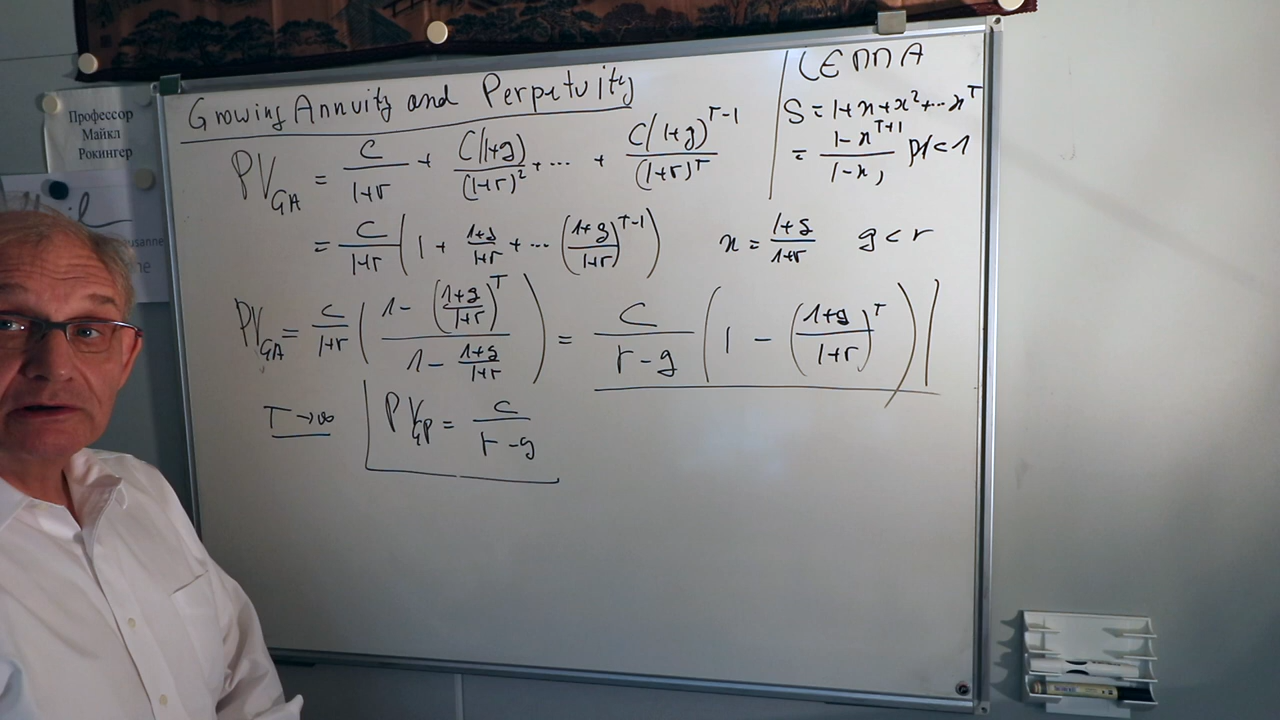 Growing Annuity and Perpetuity
PV_GA = C/(1+r) + C(1+g)/(1+r)^2 + ... + C(1+g)^(T-1)/(1+r)^T
= C/(1+r) (1 + (1+g)/(1+r) + ... ((1+g)/(1+r))^(T-1)) x = (1+g)/(1+r) g < r
PV_GA = C/(1+r) ((1 - ((1+g)/(1+r))^T)/(1 - (1+g)/(1+r))) = C/(r-g) (1 - ((1+g)/(1+r))^T)
T → ∞ PV_GP = C/(r-g)
LEMMA
S = 1+x+x^2+...x^T
= (1-x^(T+1))/(1-x), |x|<1
Профессор
Майкл
Рокингер